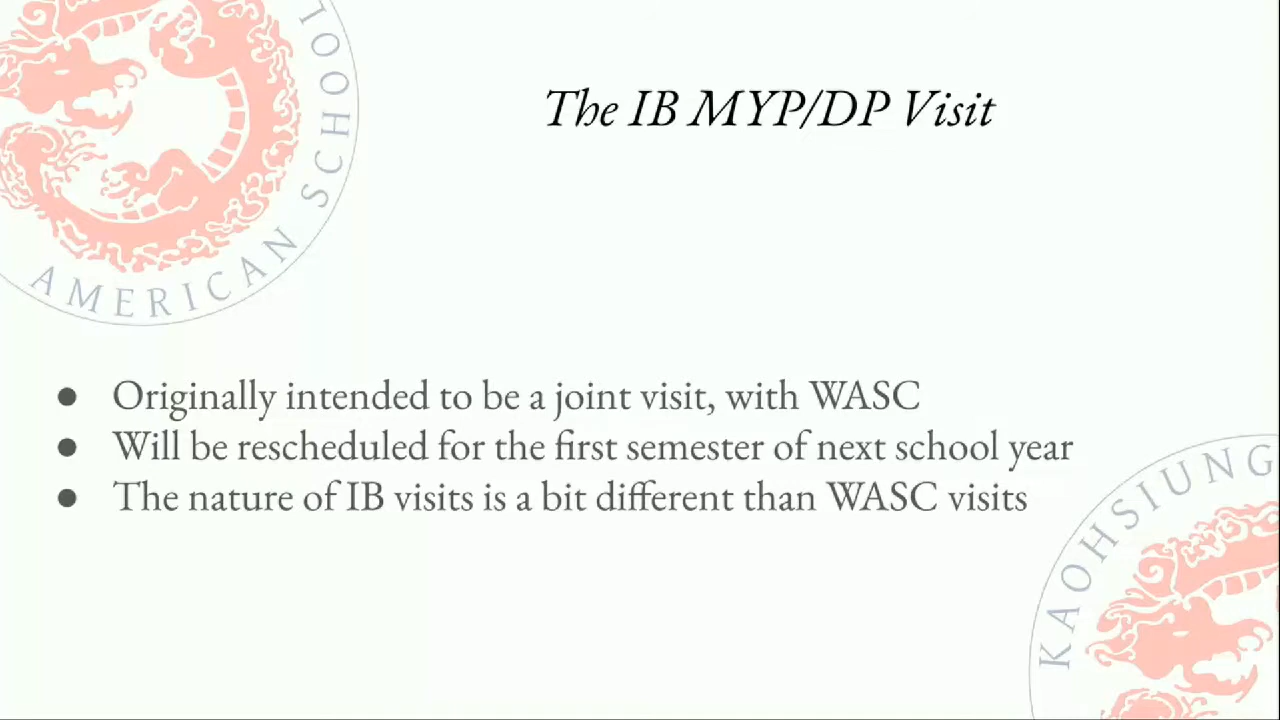 The IB MYP/DP Visit
AMERICAN SCHOOL
● Originally intended to be a joint visit, with WASC
● Will be rescheduled for the first semester of next school year
● The nature of IB visits is a bit different than WASC visits
KAOHSIUNG